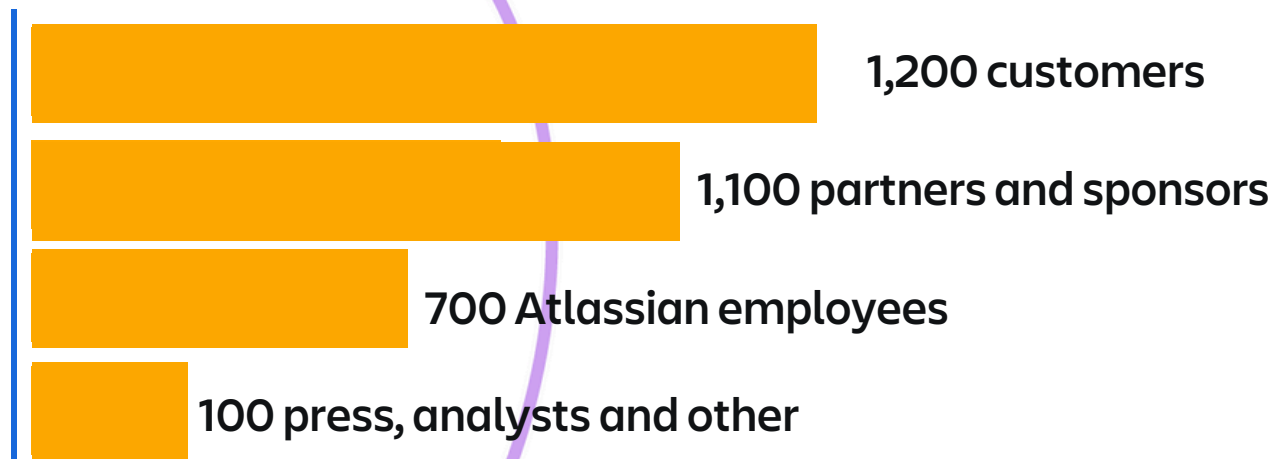 1,200 customers
1,100 partners and sponsors
700 Atlassian employees
100 press, analysts and other